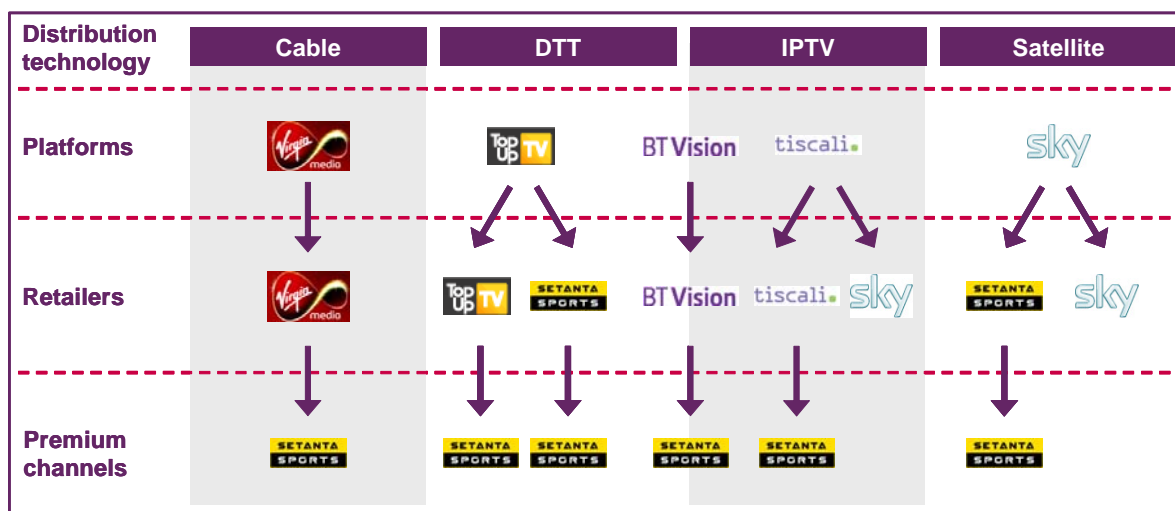 Distribution
technology
Cable
DTT
IPTV
Satellite
Platforms
Virgin
media
TOP
UP TV
BT Vision
tiscali.
sky
Retailers
Virgin
media
TOP
UP TV
SETANTA
SPORTS
BT Vision
tiscali.
sky
SETANTA
SPORTS
sky
Premium
channels
SETANTA
SPORTS
SETANTA
SPORTS
SETANTA
SPORTS
SETANTA
SPORTS
SETANTA
SPORTS
SETANTA
SPORTS